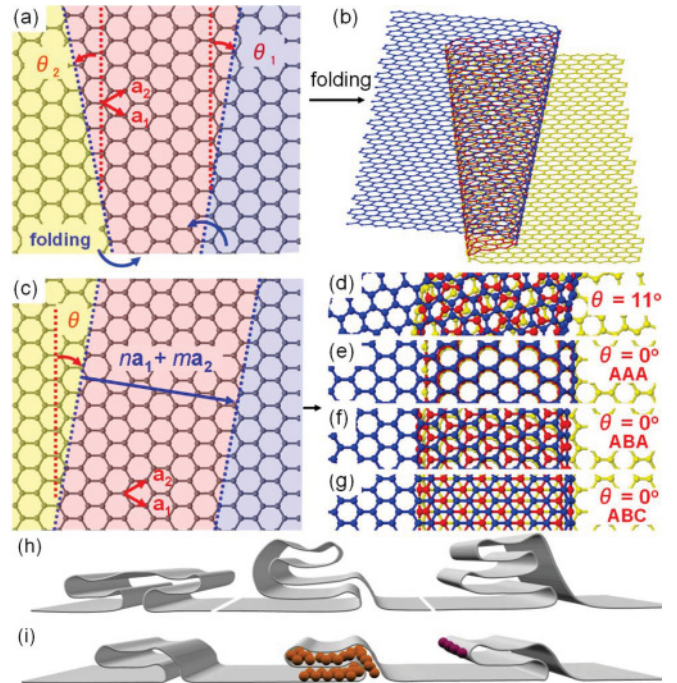 (a)
θ₂
θ₁
a₂
a₁
folding
folding
(b)
(c)
θ
na₁ + ma₂
a₂
a₁
(d)
θ = 11°
(e)
θ = 0°
AAA
(f)
θ = 0°
ABA
(g)
θ = 0°
ABC
(h)
(i)